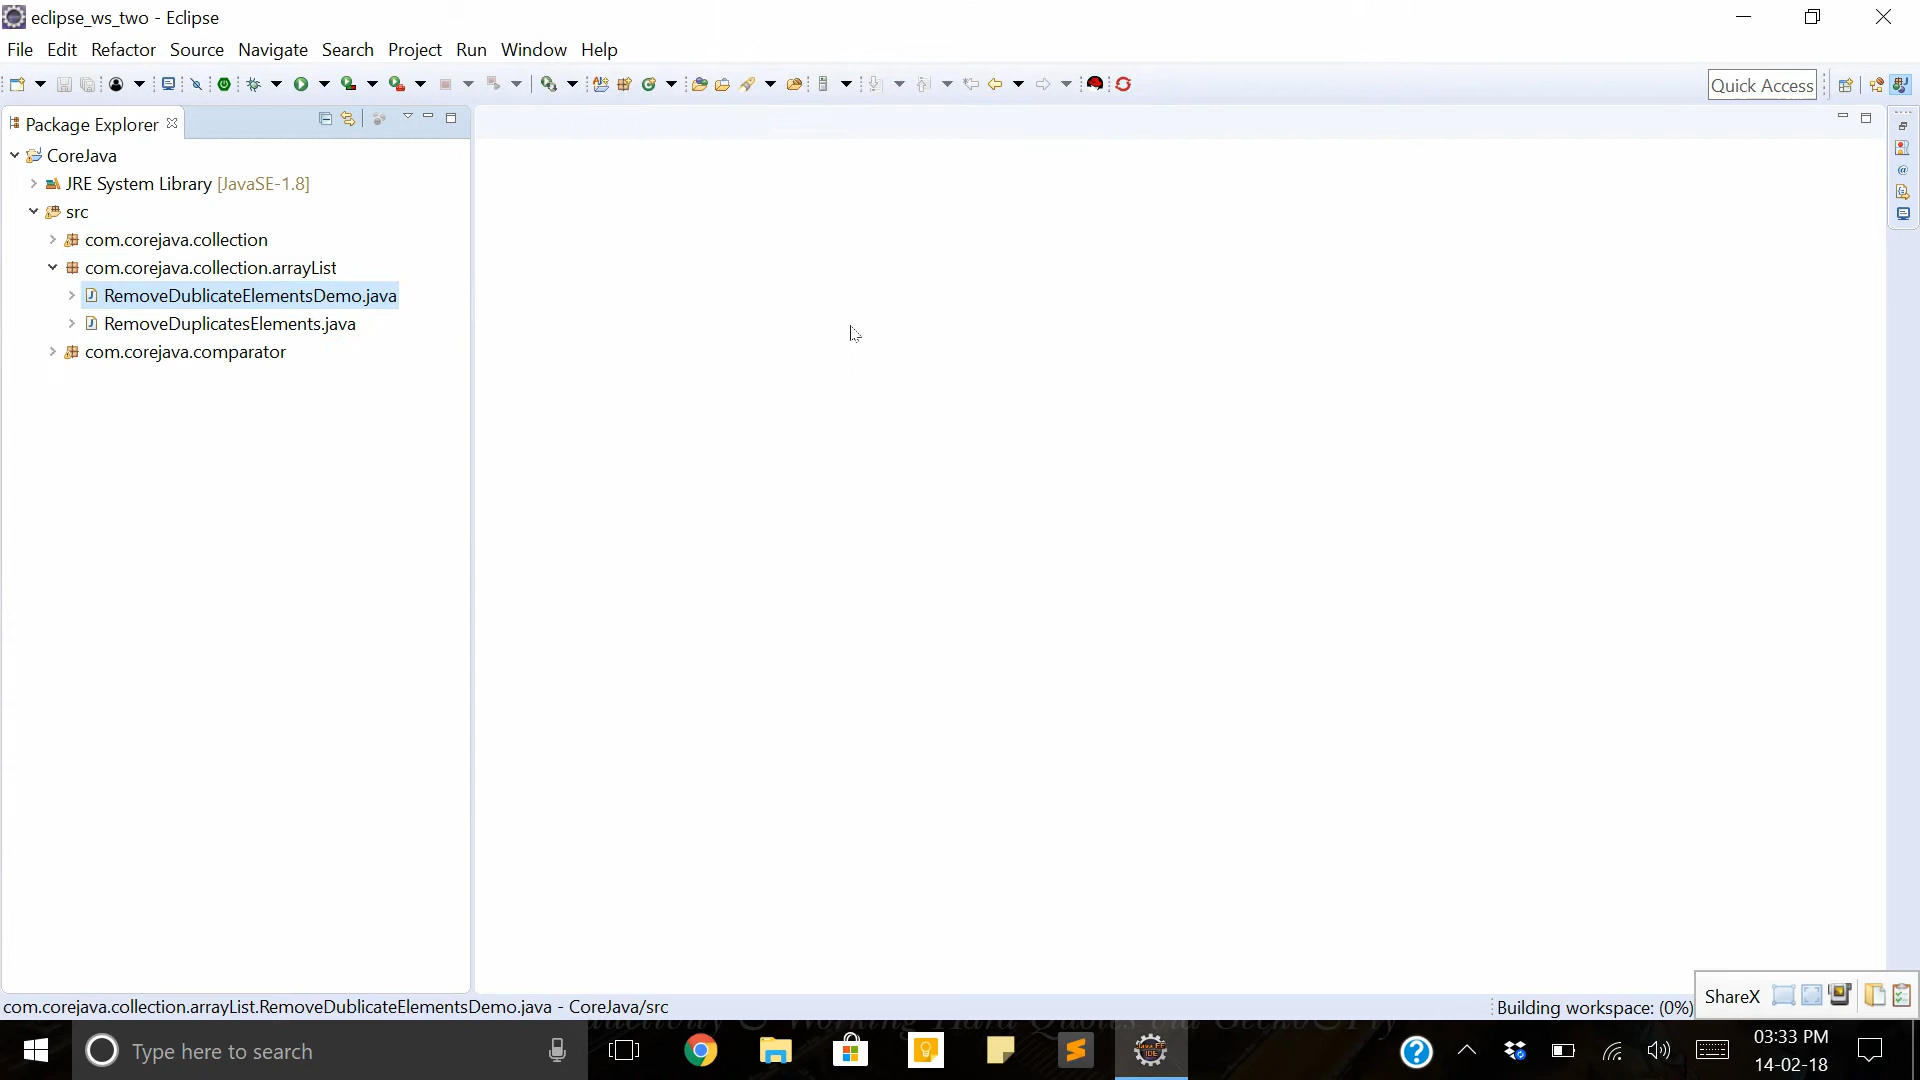 eclipse_ws_two - Eclipse
File Edit Refactor Source Navigate Search Project Run Window Help
Quick Access
Package Explorer
CoreJava
JRE System Library [JavaSE-1.8]
src
com.corejava.collection
com.corejava.collection.arrayList
RemoveDublicateElementsDemo.java
RemoveDuplicatesElements.java
com.corejava.comparator
com.corejava.collection.arrayList.RemoveDublicateElementsDemo.java - CoreJava/src
Building workspace: (0%)
ShareX
Working Hard Quotes
Type here to search
03:33 PM
14-02-18